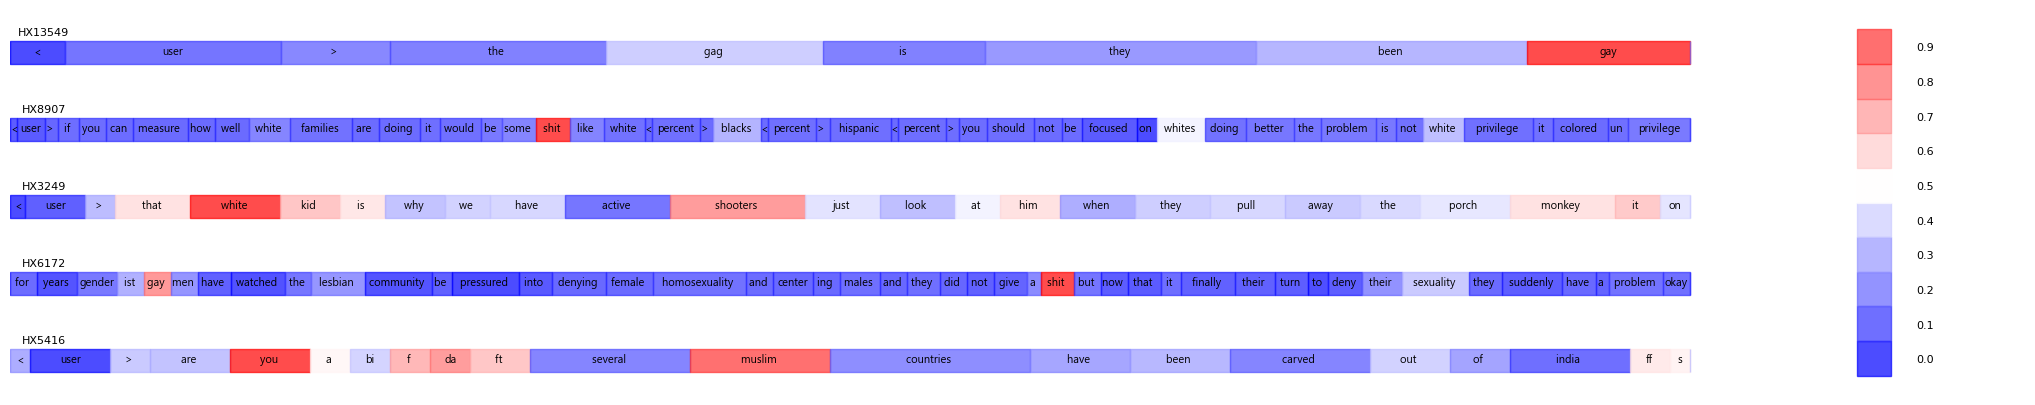 HX13549
< user > the gag is they been gay
HX8907
< user > if you can measure how well white families are doing it would be some shit like white < percent > blacks < percent > hispanic < percent > you should not be focused on whites doing better the problem is not white privilege it colored un privilege
HX3249
< user > that white kid is why we have active shooters just look at him when they pull away the porch monkey it on
HX6172
for years gender ist gay men have watched the lesbian community be pressured into denying female homosexuality and center ing males and they did not give a shit but now that it finally their turn to deny their sexuality they suddenly have a problem okay
HX5416
< user > are you a bi f da ft several muslim countries have been carved out of india ff s
0.9
0.8
0.7
0.6
0.5
0.4
0.3
0.2
0.1
0.0